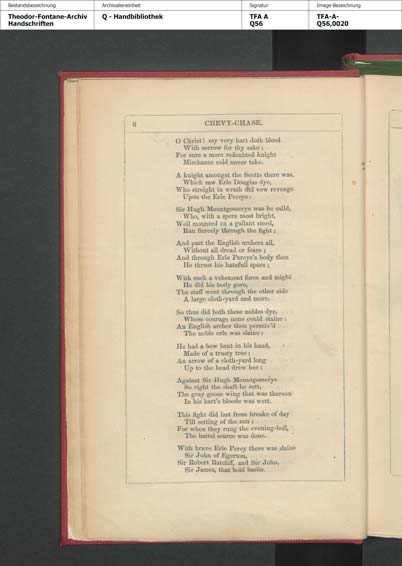 Bestandsbezeichnung
Archivalieneinheit
Signatur
Image-Bezeichnung
Theodor-Fontane-Archiv
Handschriften
Q - Handbibliothek
TFA A
Q56
TFA-A-
Q56,0020
6
CHEVY-CHASE.
O Christ! my very hart doth bleed
With sorrow for thy sake;
For sure a more redoubted knight
Mischance cold never take.
A knight amongst the Scotts there was,
Which saw Erle Douglas dye,
Who streight in wrath did vow revenge
Upon the Erle Percye:
Sir Hugh Mountgomerye was he calld,
Who, with a spere most bright,
Well mounted on a gallant steed,
Ran fiercely through the fight;
And past the English archers all,
Without all dread or feare;
And through Erle Percye's body then
He thrust his hatefull spere;
With such a vehement force and might
He did his body gore,
The staff went through the other side
A large cloth-yard and more.
So thus did both these nobles dye,
Whose courage none could staine:
An English archer then perceiv'd
The noble erle was slaine:
He had a bow bent in his hand,
Made of a trusty tree;
An arrow of a cloth-yard long
Up to the head drew hee:
Against Sir Hugh Mountgomerye
So right the shaft he sett,
The gray goose wing that was thereon
In his hart's bloode was wett.
This fight did last from breake of day
Till setting of the sun;
For when they rung the evening-bell,
The battel scarce was done.
With brave Erle Percy there was slaine
Sir John of Egerton,
Sir Robert Ratcliff, and Sir John,
Sir James, that bold barôn.